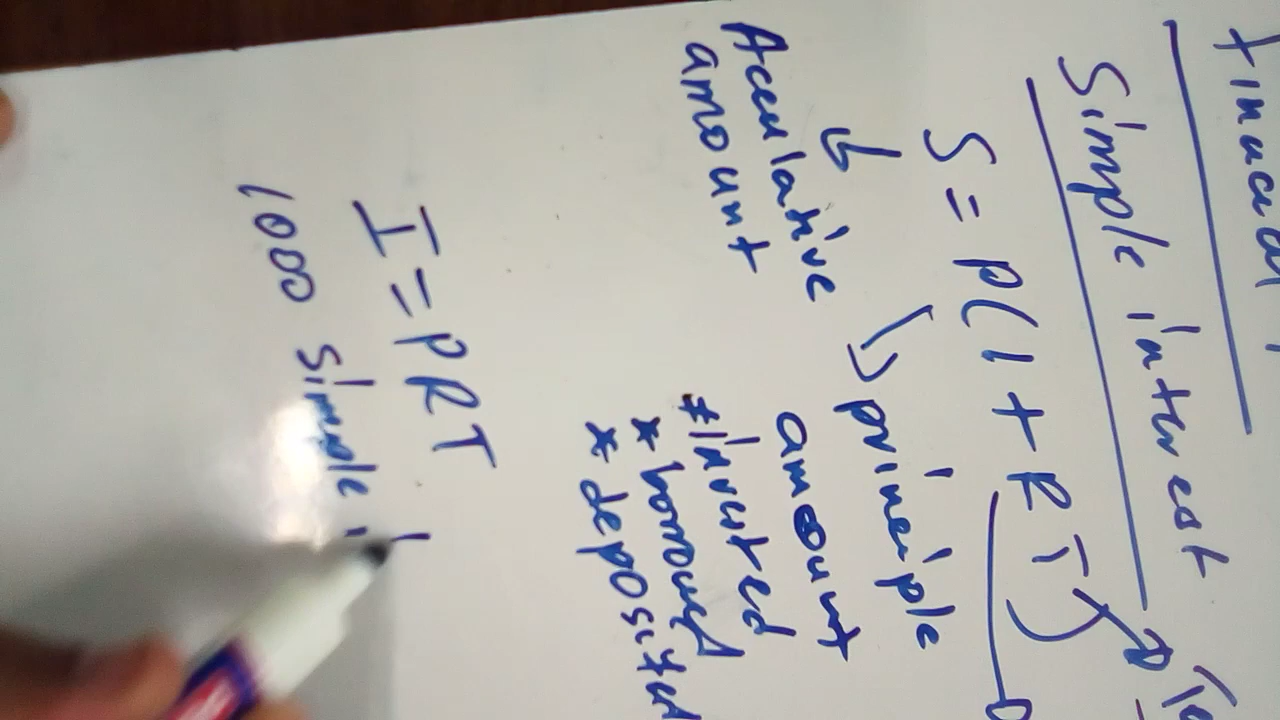 Simple interest
S = P(1 + RT)
Acculative
amount
principle
amount
*invested
*borrowed
*deposited
I = PRT
1000 simple i